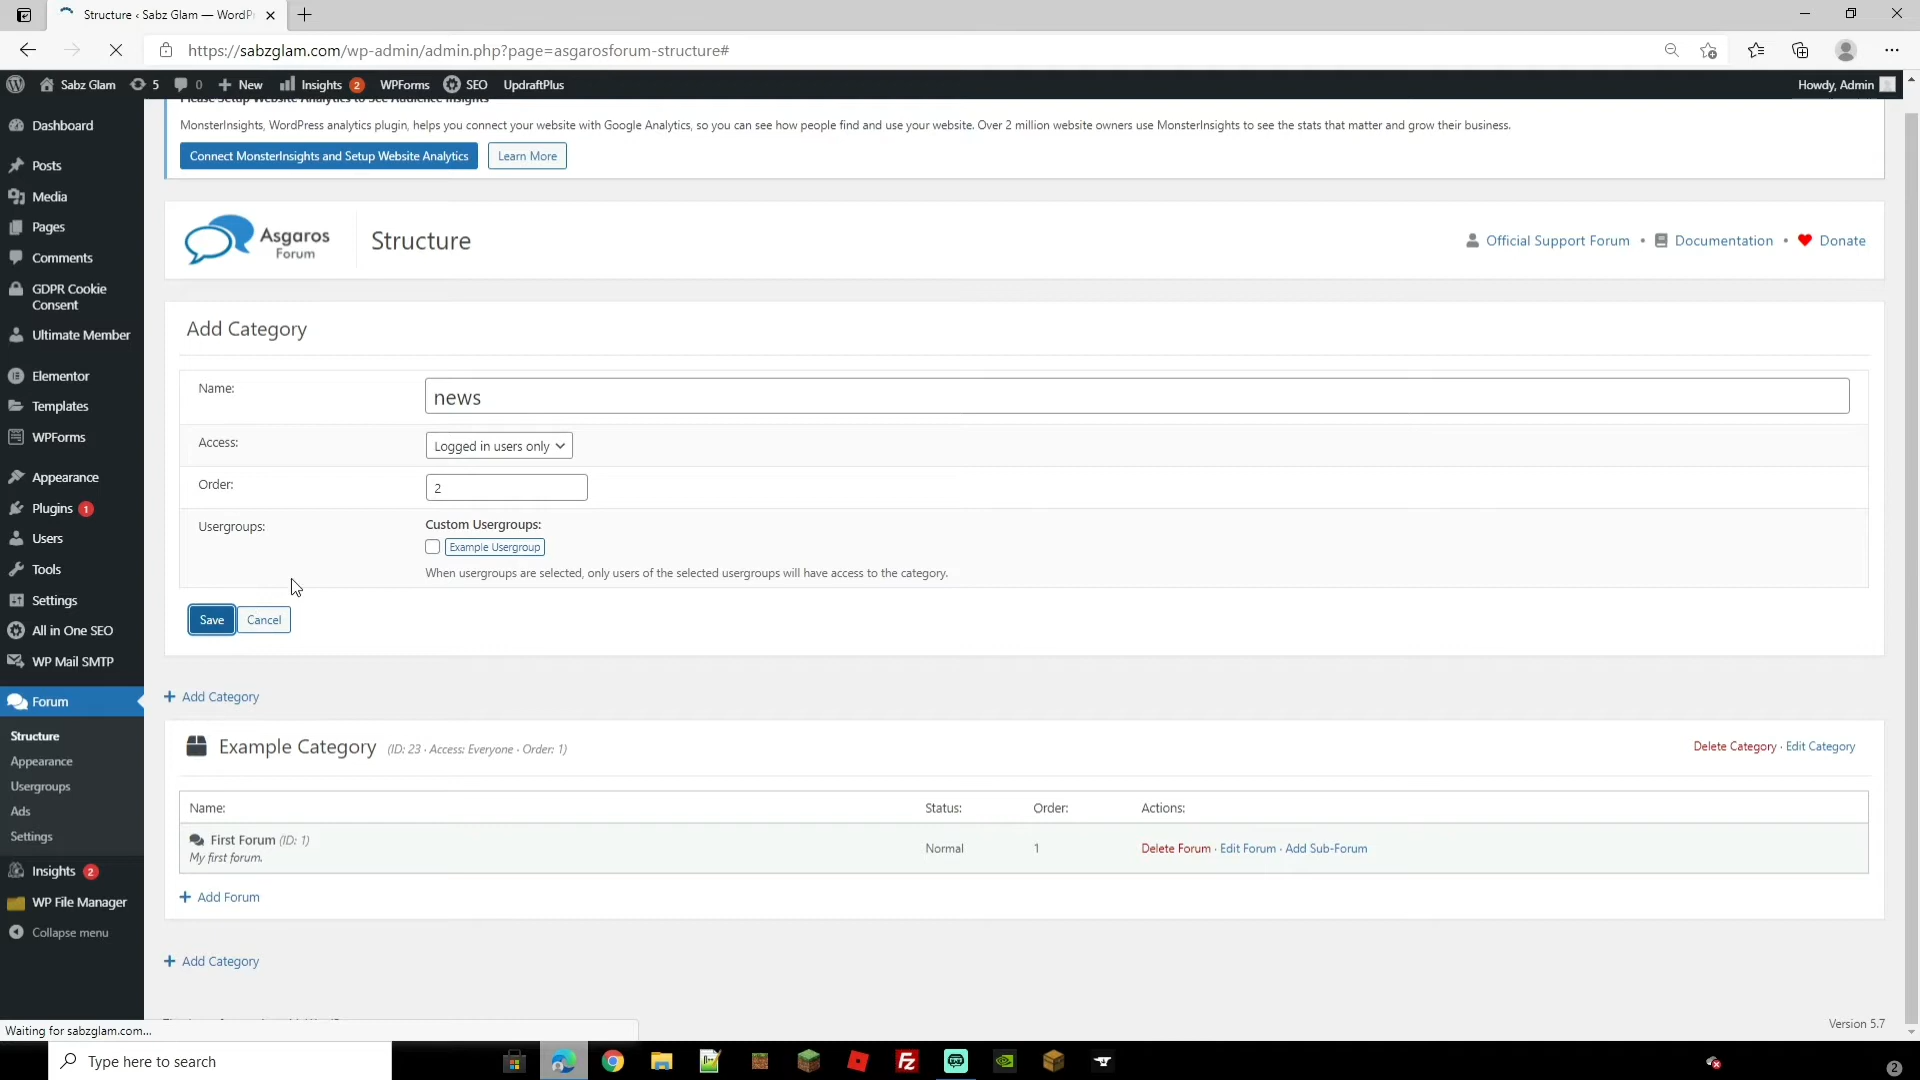 Structure ‹ Sabz Glam — WordP
https://sabzglam.com/wp-admin/admin.php?page=asgarosforum-structure#
Sabz Glam 5 0 New Insights 2 WPForms SEO UpdraftPlus Howdy, Admin
Please Setup Website Analytics to See Audience Insights
MonsterInsights, WordPress analytics plugin, helps you connect your website with Google Analytics, so you can see how people find and use your website. Over 2 million website owners use MonsterInsights to see the stats that matter and grow their business.
Connect MonsterInsights and Setup Website Analytics Learn More
Dashboard
Posts
Media
Pages
Comments
GDPR Cookie
Consent
Ultimate Member
Elementor
Templates
WPForms
Appearance
Plugins 1
Users
Tools
Settings
All in One SEO
WP Mail SMTP
Forum
Structure
Appearance
Usergroups
Ads
Settings
Insights 2
WP File Manager
Collapse menu
Asgaros
Forum
Structure
Official Support Forum • Documentation • Donate
Add Category
Name: news
Access: Logged in users only
Order: 2
Usergroups: Custom Usergroups:
Example Usergroup
When usergroups are selected, only users of the selected usergroups will have access to the category.
Save Cancel
Add Category
Example Category (ID: 23 · Access: Everyone · Order: 1) Delete Category · Edit Category
Name: Status: Order: Actions:
First Forum (ID: 1)
My first forum.
Normal 1 Delete Forum · Edit Forum · Add Sub-Forum
Add Forum
Add Category
Version 5.7
Waiting for sabzglam.com...
Type here to search
2